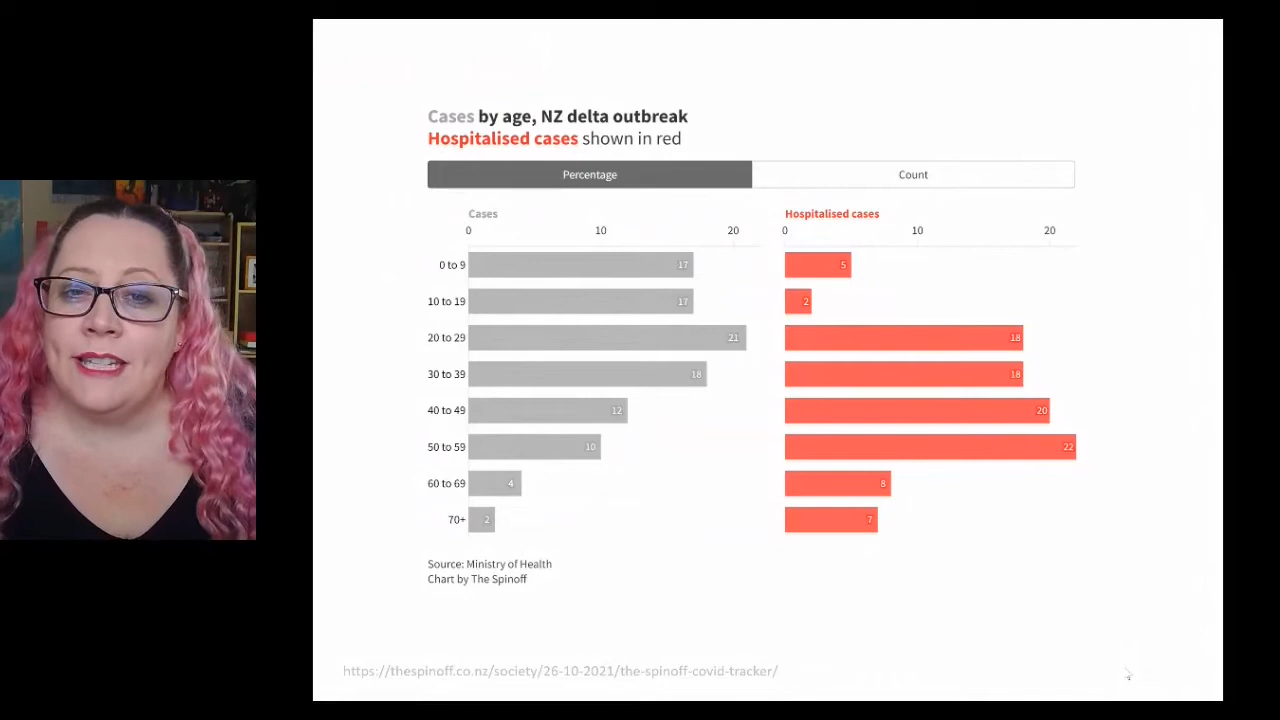 Cases by age, NZ delta outbreak
Hospitalised cases shown in red
Percentage Count
Cases Hospitalised cases
0 10 20 0 10 20
0 to 9 17 5
10 to 19 17 2
20 to 29 21 18
30 to 39 18 18
40 to 49 12 20
50 to 59 10 22
60 to 69 4 8
70+ 2 7
Source: Ministry of Health
Chart by The Spinoff
https://thespinoff.co.nz/society/26-10-2021/the-spinoff-covid-tracker/